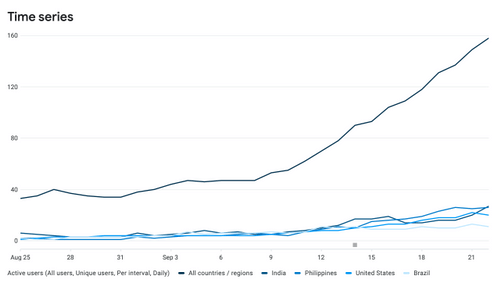 Time series
160
120
80
40
0
Aug 25 28 31 Sep 3 6 9 12 15 18 21
Active users (All users, Unique users, Per interval, Daily) All countries / regions India Philippines United States Brazil